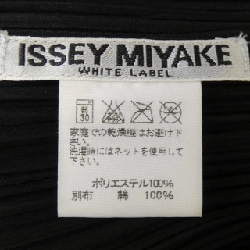 ISSEY MIYAKE
WHITE LABEL
30
家庭での乾燥機はお避け下
さい。
洗濯時にはネットを使用して下
さい。
ポリエステル100%
別布 綿 100%